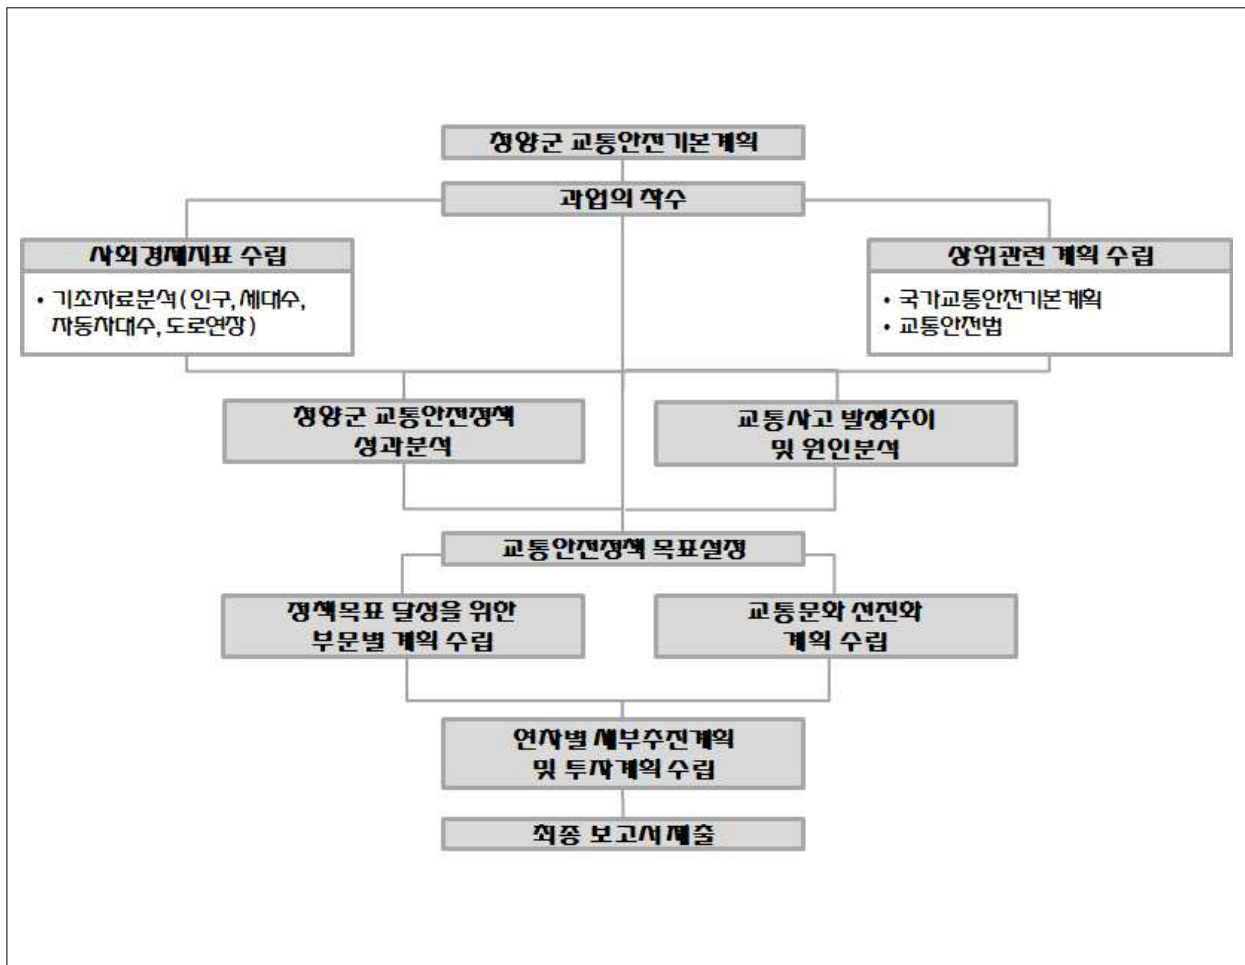 청양군 교통안전기본계획
과업의 착수
사회경제지표 수립
• 기초자료분석( 인구, 세대수,
자동차대수, 도로연장 )
상위관련 계획 수립
• 국가교통안전기본계획
• 교통안전법
청양군 교통안전정책
성과분석
교통사고 발생추이
및 원인분석
교통안전정책 목표설정
정책목표 달성을 위한
부문별 계획 수립
교통문화 선진화
계획 수립
연차별 세부추진계획
및 투자계획 수립
최종 보고서 제출